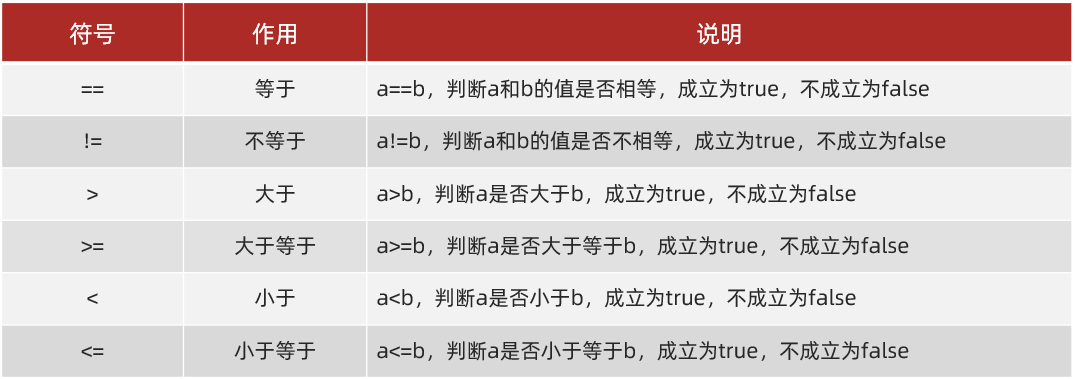 符号 作用 说明
== 等于 a==b，判断a和b的值是否相等，成立为true，不成立为false
!= 不等于 a!=b，判断a和b的值是否不相等，成立为true，不成立为false
> 大于 a>b，判断a是否大于b，成立为true，不成立为false
>= 大于等于 a>=b，判断a是否大于等于b，成立为true，不成立为false
< 小于 a<b，判断a是否小于b，成立为true，不成立为false
<= 小于等于 a<=b，判断a是否小于等于b，成立为true，不成立为false